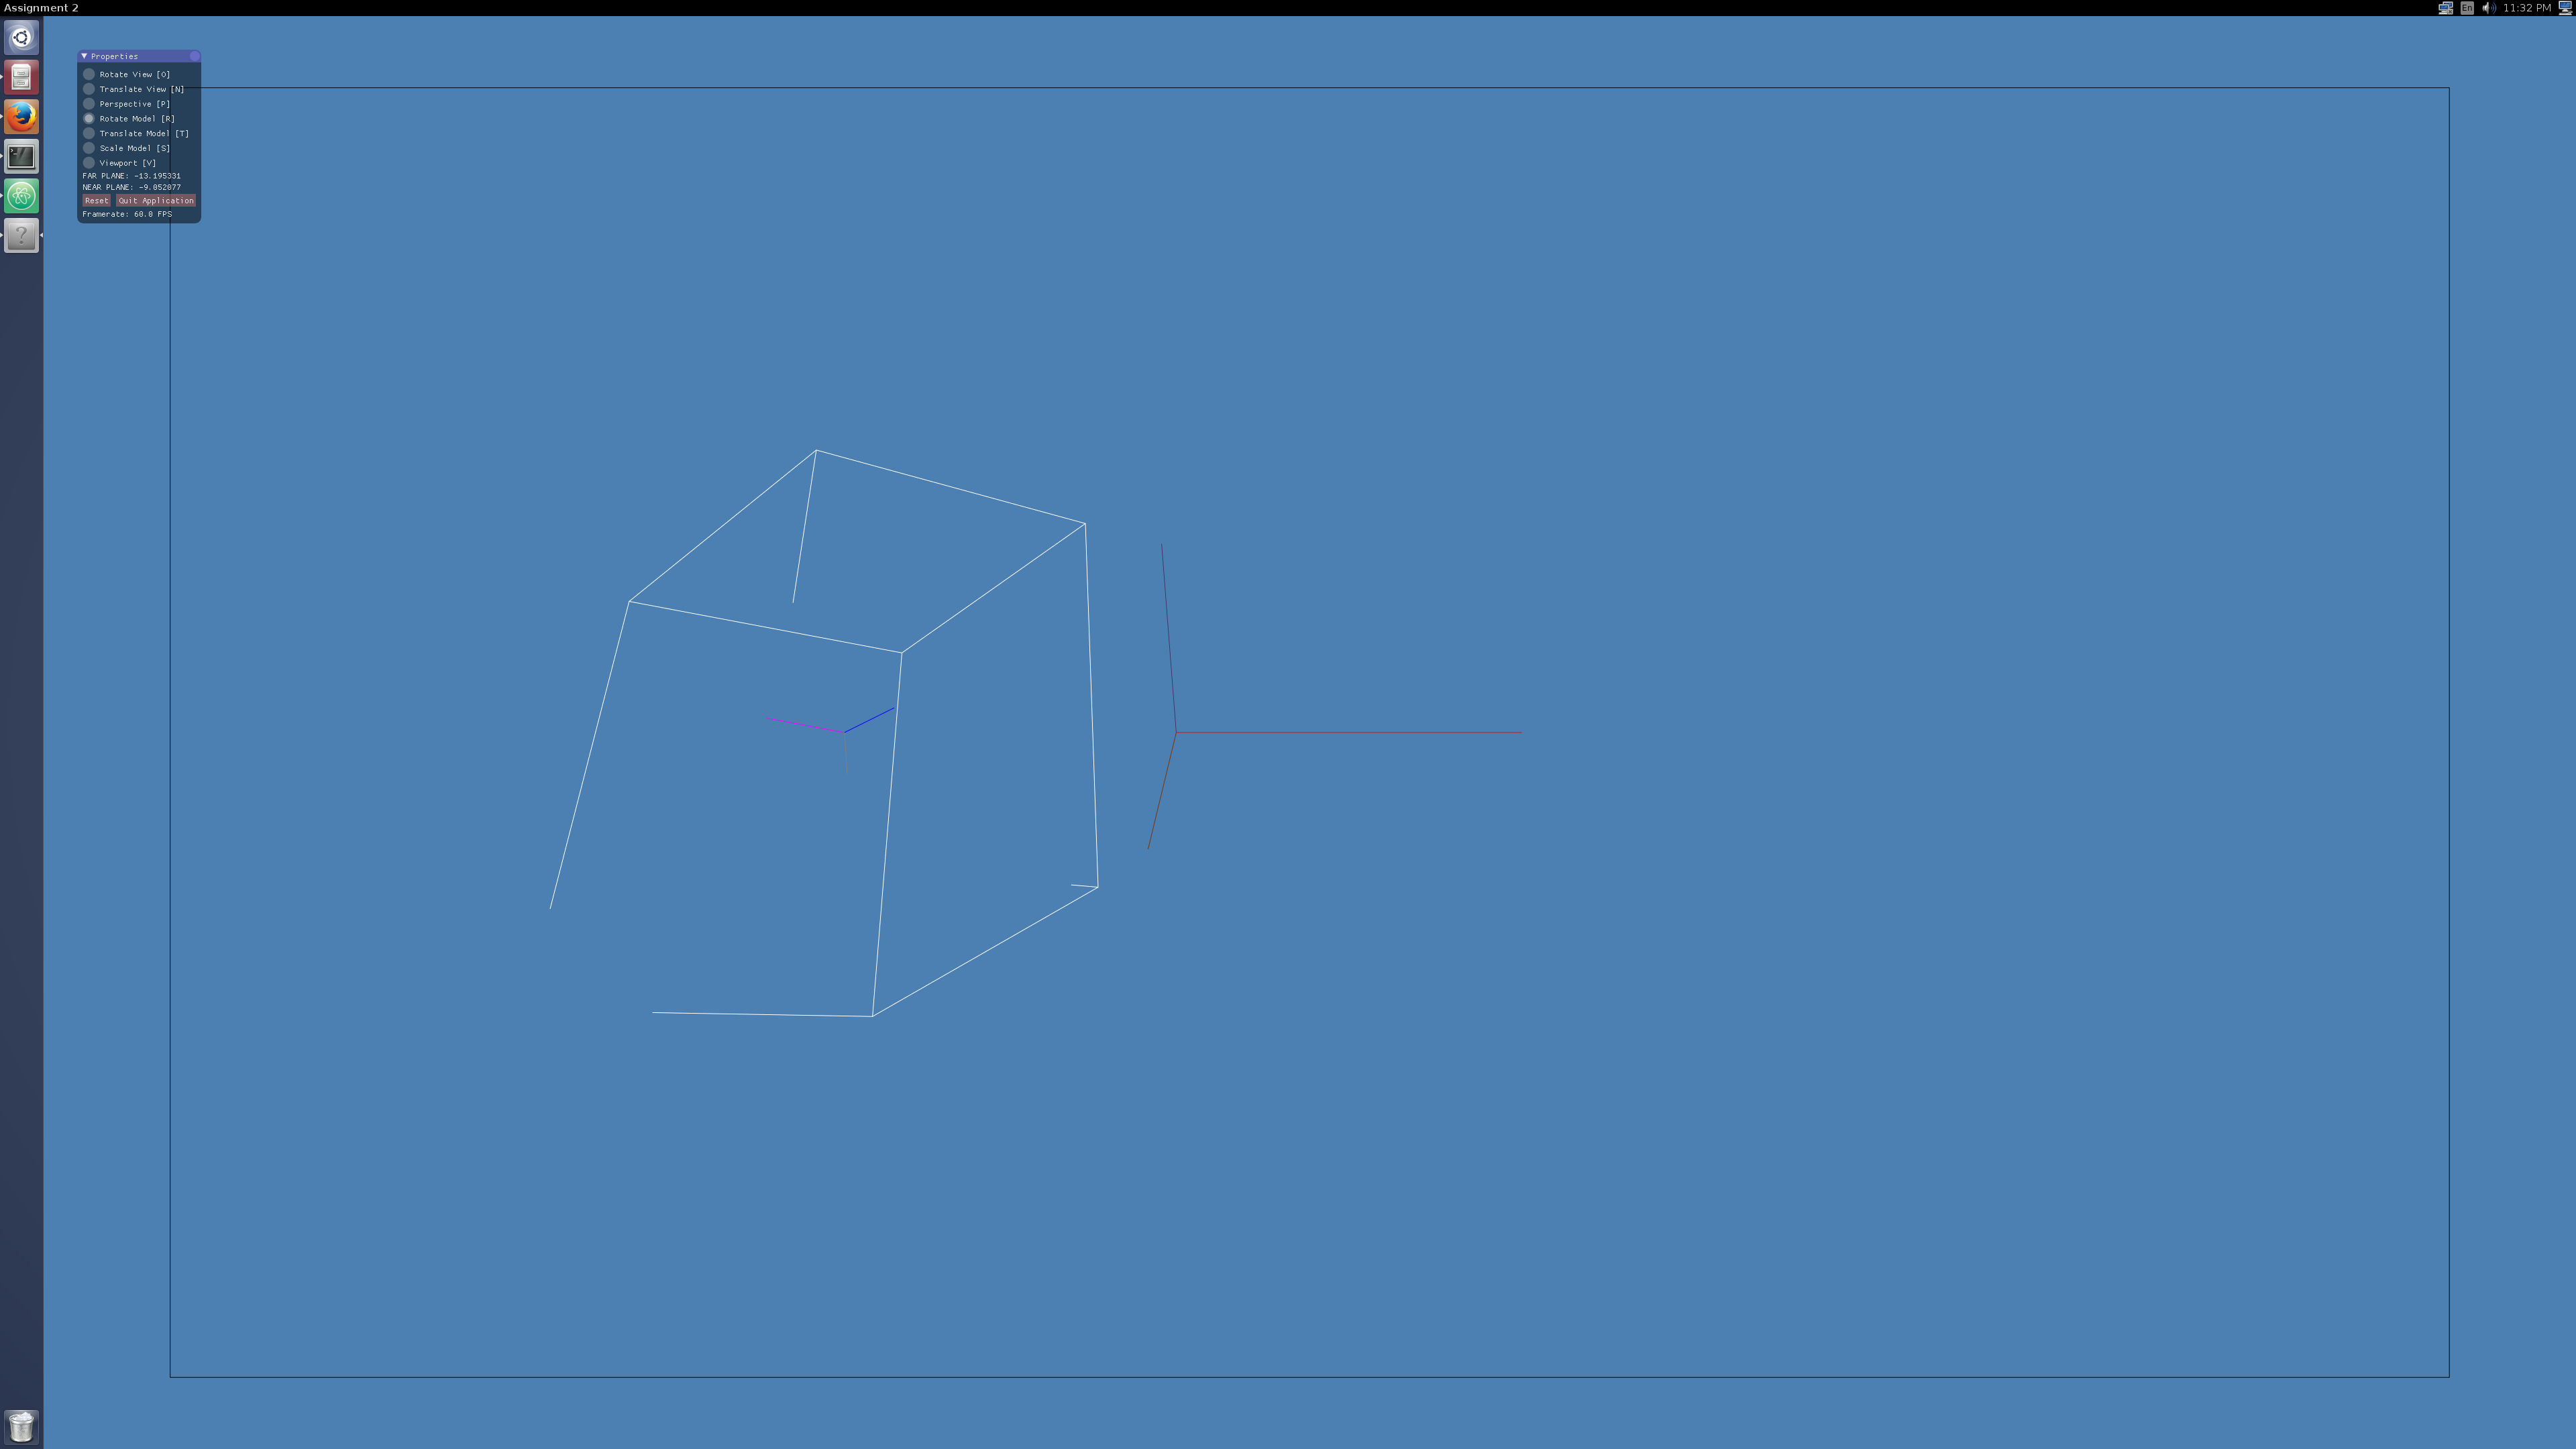 Assignment 2
En
11:32 PM
Properties
Rotate View [O]
Translate View [N]
Perspective [P]
Rotate Model [R]
Translate Model [T]
Scale Model [S]
Viewport [V]
FAR PLANE: -13.195331
NEAR PLANE: -9.052077
Reset Quit Application
Framerate: 60.0 FPS